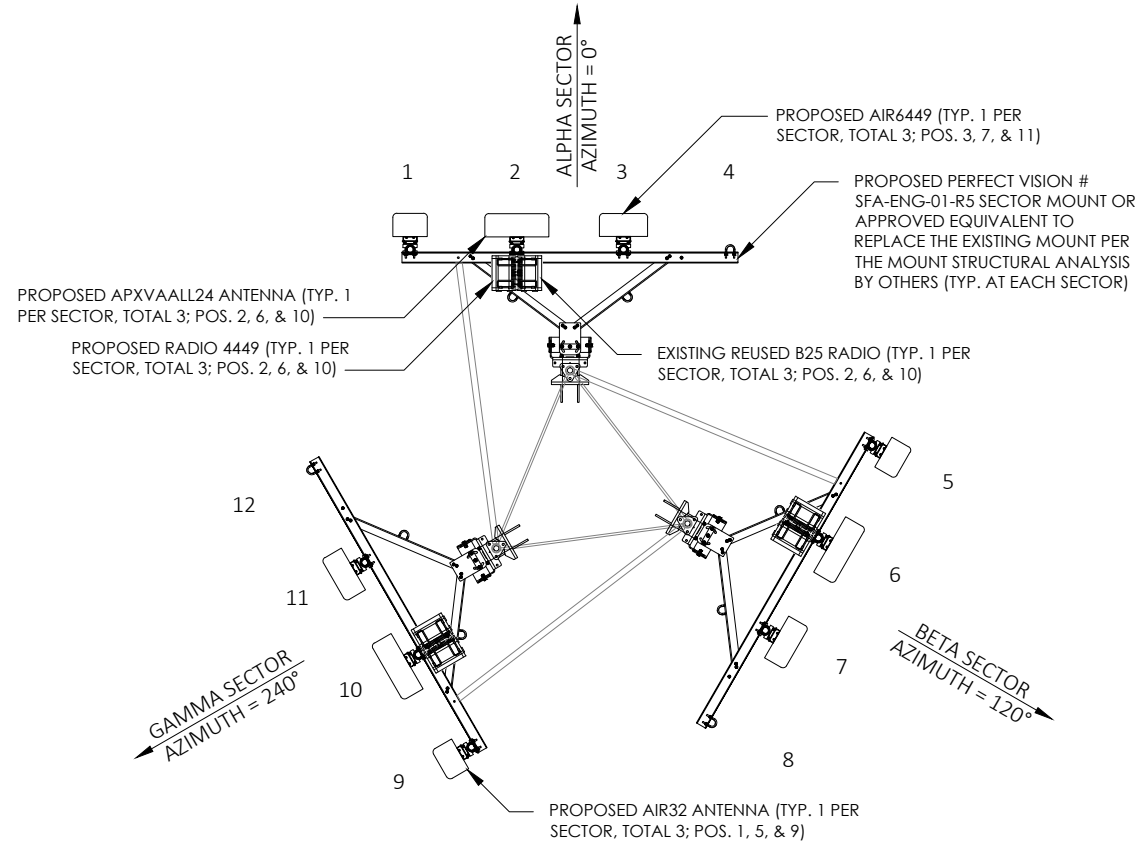 ALPHA SECTOR
AZIMUTH = 0°
PROPOSED AIR6449 (TYP. 1 PER
SECTOR, TOTAL 3; POS. 3, 7, & 11)
1
2
3
4
PROPOSED PERFECT VISION #
SFA-ENG-01-R5 SECTOR MOUNT OR
APPROVED EQUIVALENT TO
REPLACE THE EXISTING MOUNT PER
THE MOUNT STRUCTURAL ANALYSIS
BY OTHERS (TYP. AT EACH SECTOR)
PROPOSED APXVAALL24 ANTENNA (TYP. 1
PER SECTOR, TOTAL 3; POS. 2, 6, & 10)
PROPOSED RADIO 4449 (TYP. 1 PER
SECTOR, TOTAL 3; POS. 2, 6, & 10)
EXISTING REUSED B25 RADIO (TYP. 1 PER
SECTOR, TOTAL 3; POS. 2, 6, & 10)
5
6
7
8
BETA SECTOR
AZIMUTH = 120°
12
11
10
9
GAMMA SECTOR
AZIMUTH = 240°
PROPOSED AIR32 ANTENNA (TYP. 1 PER
SECTOR, TOTAL 3; POS. 1, 5, & 9)